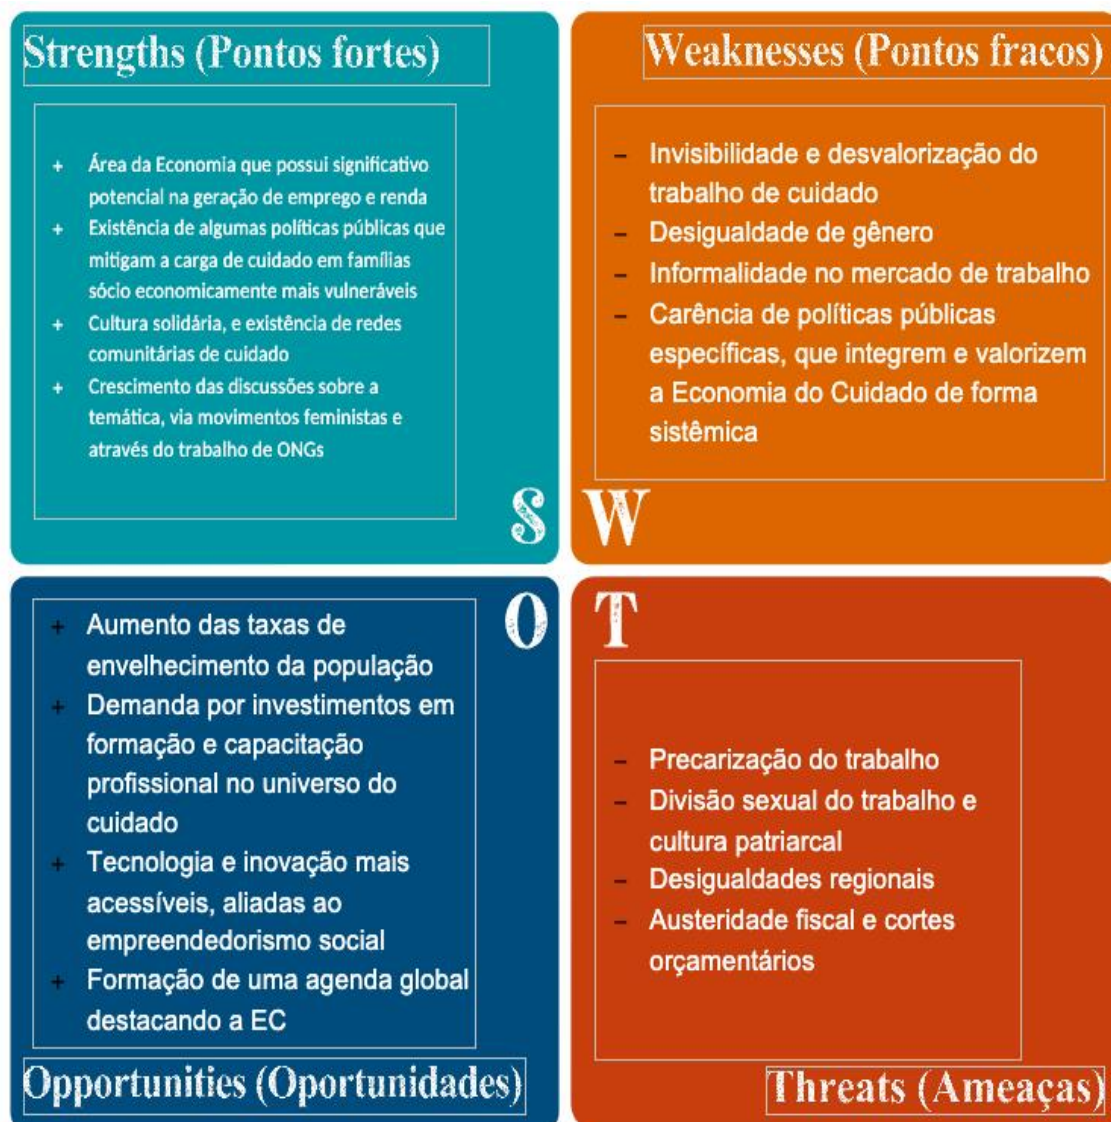 Strengths (Pontos fortes)
+ Área da Economia que possui significativo
potencial na geração de emprego e renda
+ Existência de algumas políticas públicas que
mitigam a carga de cuidado em famílias
sócio economicamente mais vulneráveis
+ Cultura solidária, e existência de redes
comunitárias de cuidado
+ Crescimento das discussões sobre a
temática, via movimentos feministas e
através do trabalho de ONGs
S
Weaknesses (Pontos fracos)
– Invisibilidade e desvalorização do
trabalho de cuidado
– Desigualdade de gênero
– Informalidade no mercado de trabalho
– Carência de políticas públicas
específicas, que integrem e valorizem
a Economia do Cuidado de forma
sistêmica
W
O
+ Aumento das taxas de
envelhecimento da população
+ Demanda por investimentos em
formação e capacitação
profissional no universo do
cuidado
+ Tecnologia e inovação mais
acessíveis, aliadas ao
empreendedorismo social
+ Formação de uma agenda global
destacando a EC
Opportunities (Oportunidades)
T
– Precarização do trabalho
– Divisão sexual do trabalho e
cultura patriarcal
– Desigualdades regionais
– Austeridade fiscal e cortes
orçamentários
Threats (Ameaças)